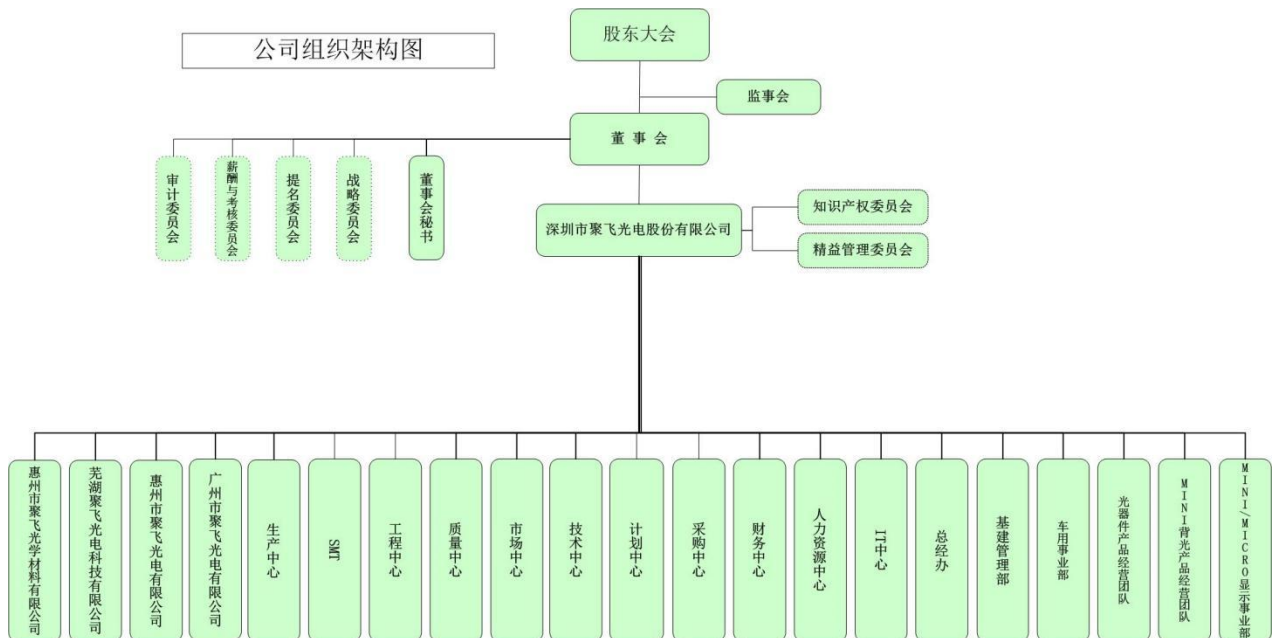 公司组织架构图
股东大会
监事会
董 事 会
审计委员会
薪酬与考核委员会
提名委员会
战略委员会
董事会秘书
深圳市聚飞光电股份有限公司
知识产权委员会
精益管理委员会
惠州市聚飞光学材料有限公司
芜湖聚飞光电科技有限公司
惠州市聚飞光电有限公司
广州市聚飞光电有限公司
生产中心
SMT
工程中心
质量中心
市场中心
技术中心
计划中心
采购中心
财务中心
人力资源中心
IT中心
总经办
基建管理部
车用事业部
光器件产品经营团队
MINI背光产品经营团队
MINI/MICRO显示事业部